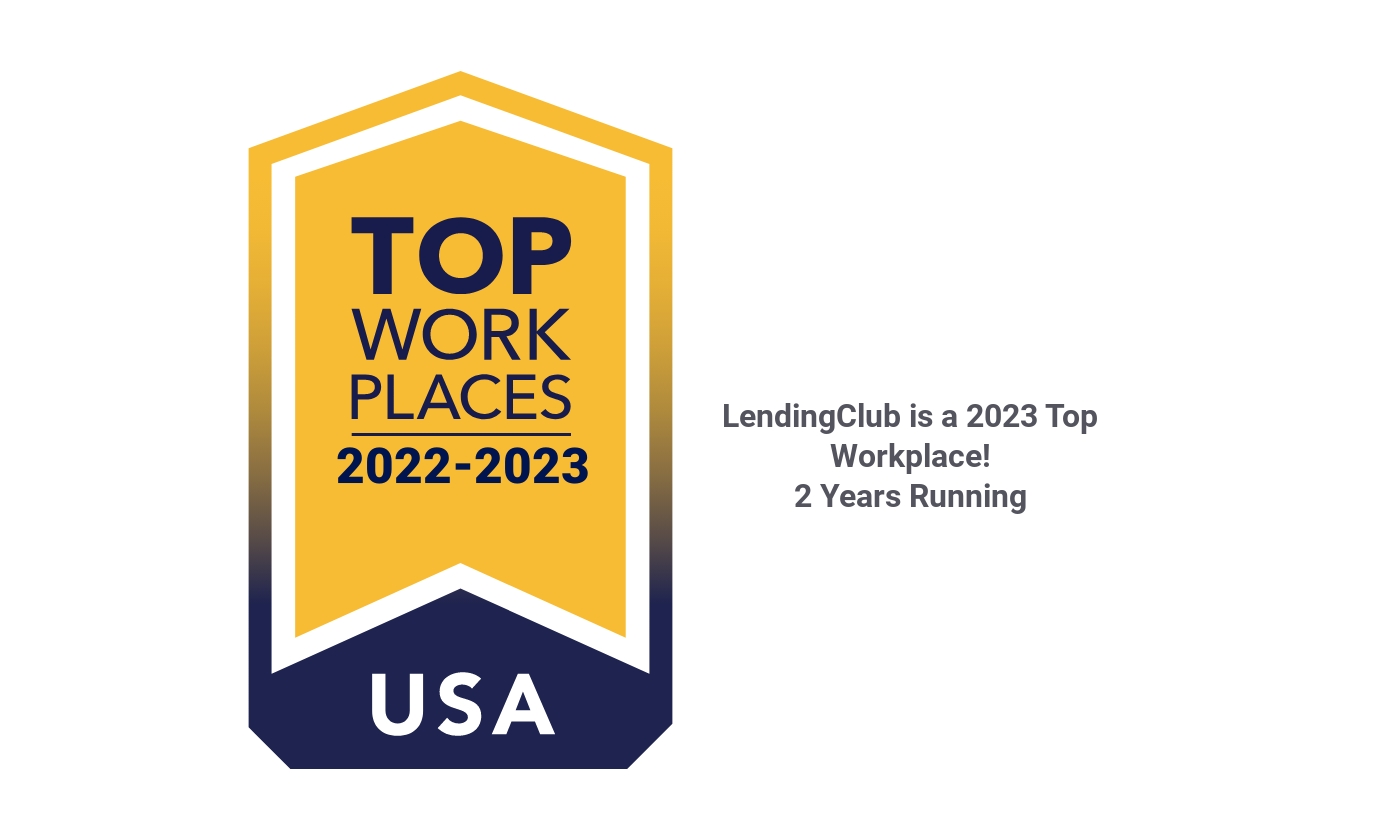 TOP
WORK
PLACES
2022-2023
USA
LendingClub is a 2023 Top
Workplace!
2 Years Running